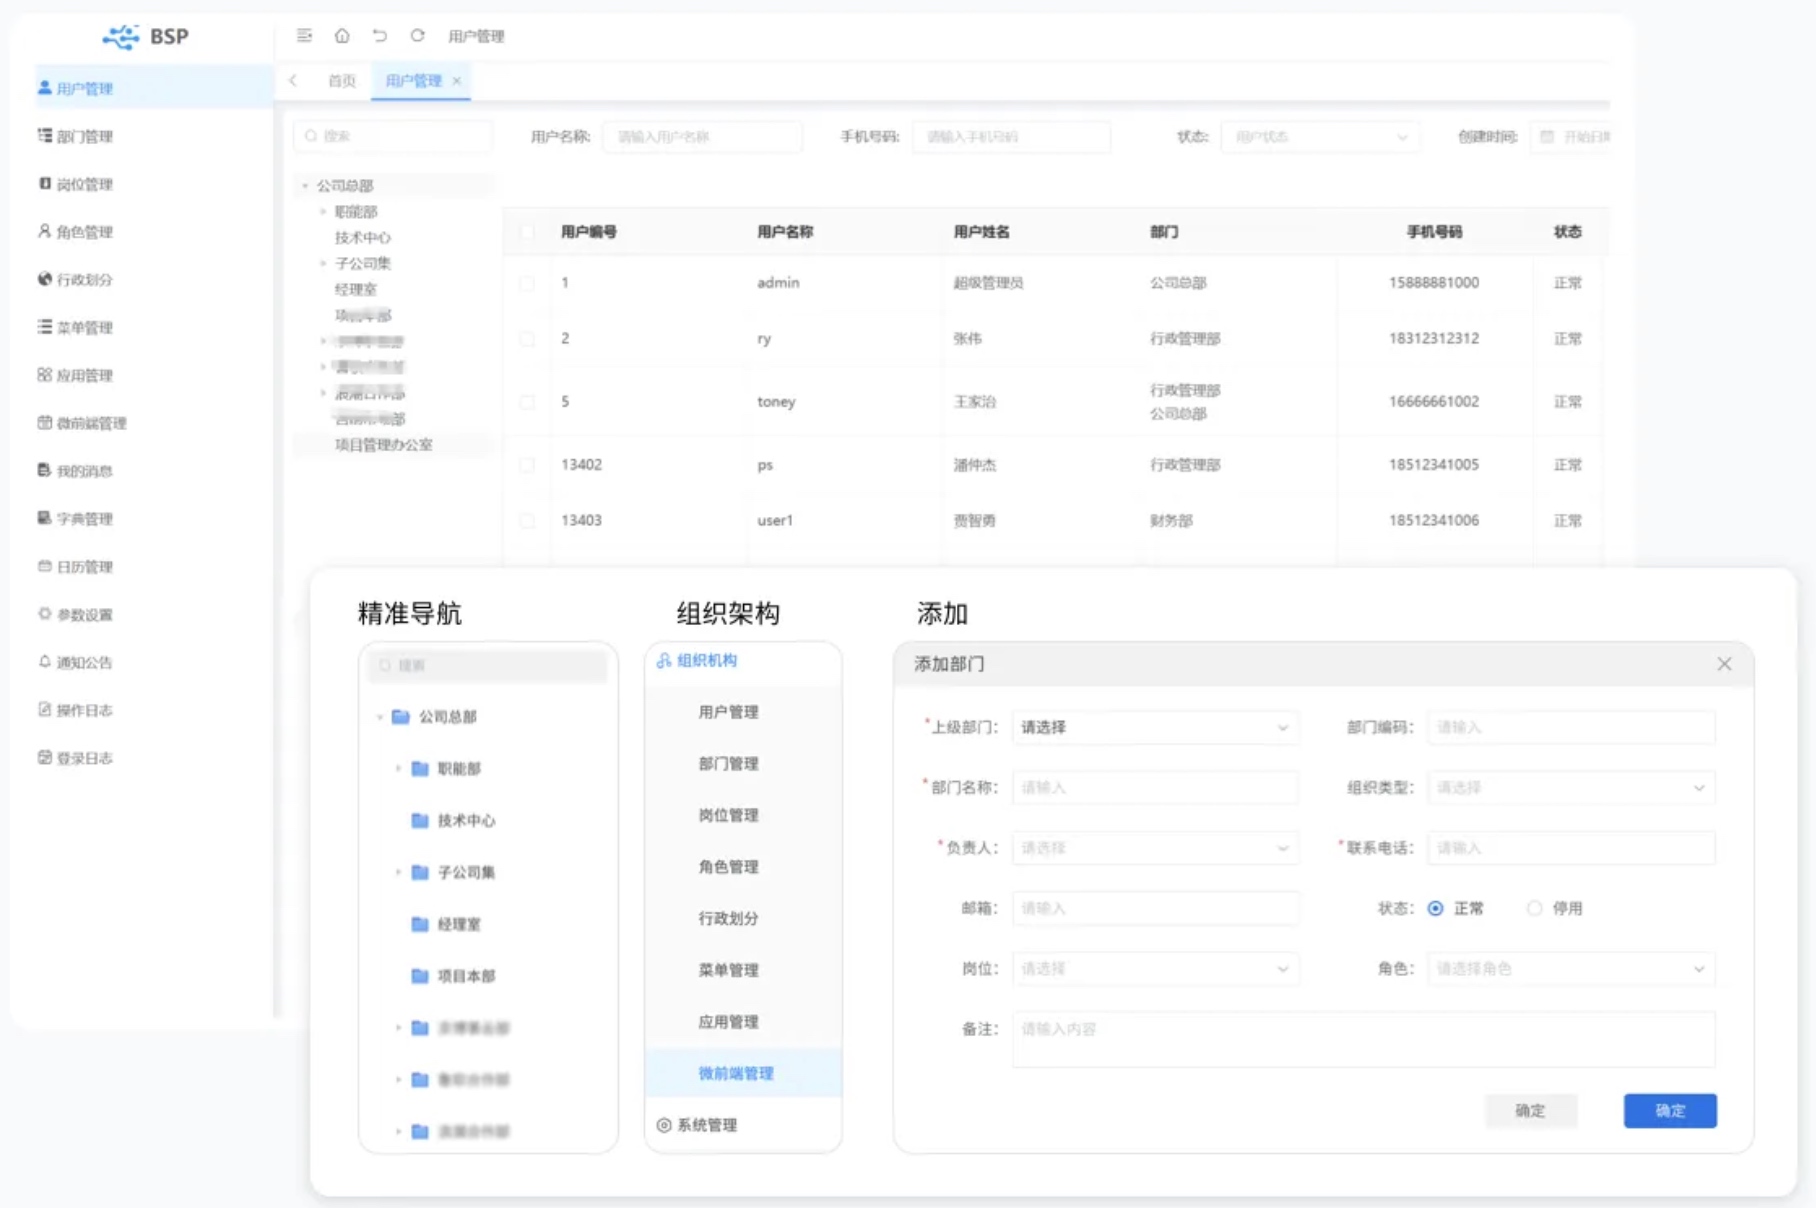 BSP
用户管理
首页
用户管理
用户管理
部门管理
岗位管理
角色管理
行政划分
菜单管理
应用管理
微前端管理
我的消息
字典管理
日历管理
参数设置
通知公告
操作日志
登录日志
搜索
公司总部
职能部
技术中心
子公司集
经理室
项目管理办公室
用户名称: 请输入用户名称 手机号码: 请输入手机号码 状态: 用户状态 创建时间: 开始日期
用户编号 用户名称 用户姓名 部门 手机号码 状态
1 admin 超级管理员 公司总部 15888881000 正常
2 ry 张伟 行政管理部 18312312312 正常
5 toney 王家治 行政管理部 公司总部 16666661002 正常
13402 ps 潘仲杰 行政管理部 18512341005 正常
13403 user1 贾智勇 财务部 18512341006 正常
精准导航
搜索
公司总部
职能部
技术中心
子公司集
经理室
项目本部
组织架构
组织机构
用户管理
部门管理
岗位管理
角色管理
行政划分
菜单管理
应用管理
微前端管理
系统管理
添加
添加部门
*上级部门: 请选择 部门编码: 请输入
*部门名称: 请输入 组织类型: 请选择
*负责人: 请选择 *联系电话: 请输入
邮箱: 请输入 状态: 正常 停用
岗位: 请选择 角色: 请选择角色
备注: 请输入内容
确定 确定